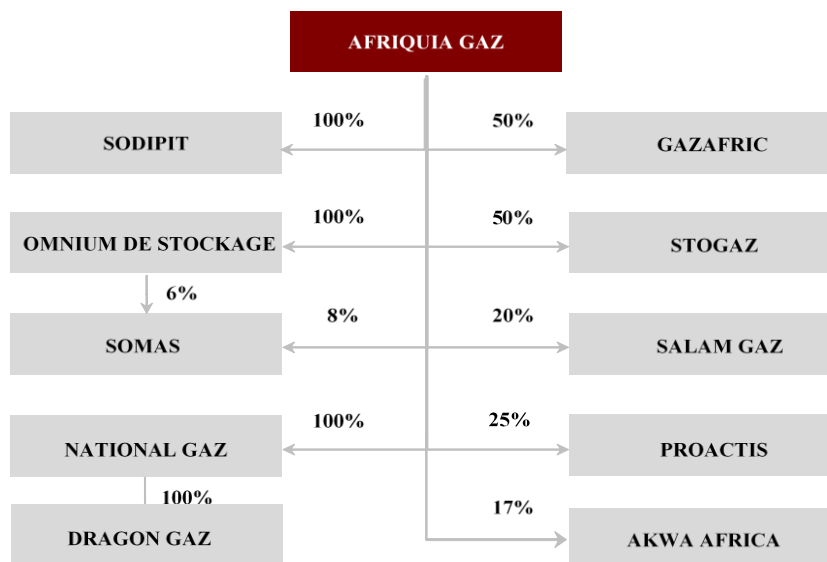 AFRIQUIA GAZ
100%
50%
SODIPIT
GAZAFRIC
100%
50%
OMNIUM DE STOCKAGE
STOGAZ
6%
8%
20%
SOMAS
SALAM GAZ
100%
25%
NATIONAL GAZ
PROACTIS
100%
17%
DRAGON GAZ
AKWA AFRICA